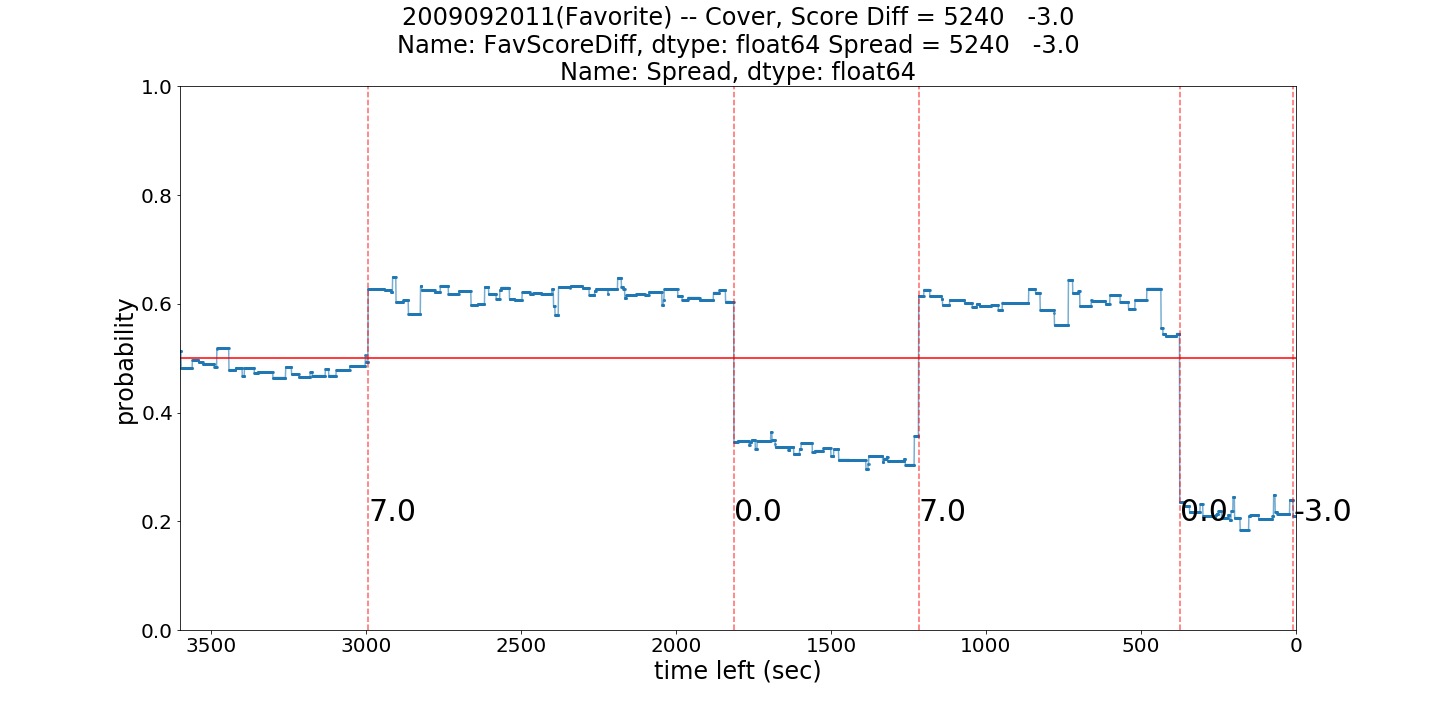 2009092011(Favorite) -- Cover, Score Diff = 5240   -3.0
Name: FavScoreDiff, dtype: float64 Spread = 5240   -3.0
Name: Spread, dtype: float64
1.0
0.8
0.6
0.4
0.2
0.0
probability
7.0
0.0
7.0
0.0
-3.0
3500 3000 2500 2000 1500 1000 500 0
time left (sec)